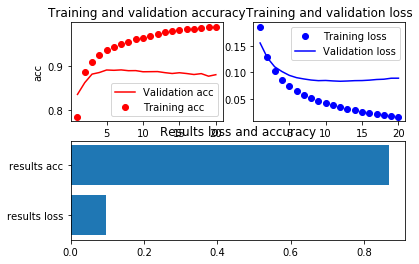 Training and validation accuracy
Training and validation loss
acc
0.9
0.8
Validation acc
Training acc
5 10 15 20
0.15
0.10
0.05
Training loss
Validation loss
5 10 15 20
Results loss and accuracy
results acc
results loss
0.0 0.2 0.4 0.6 0.8